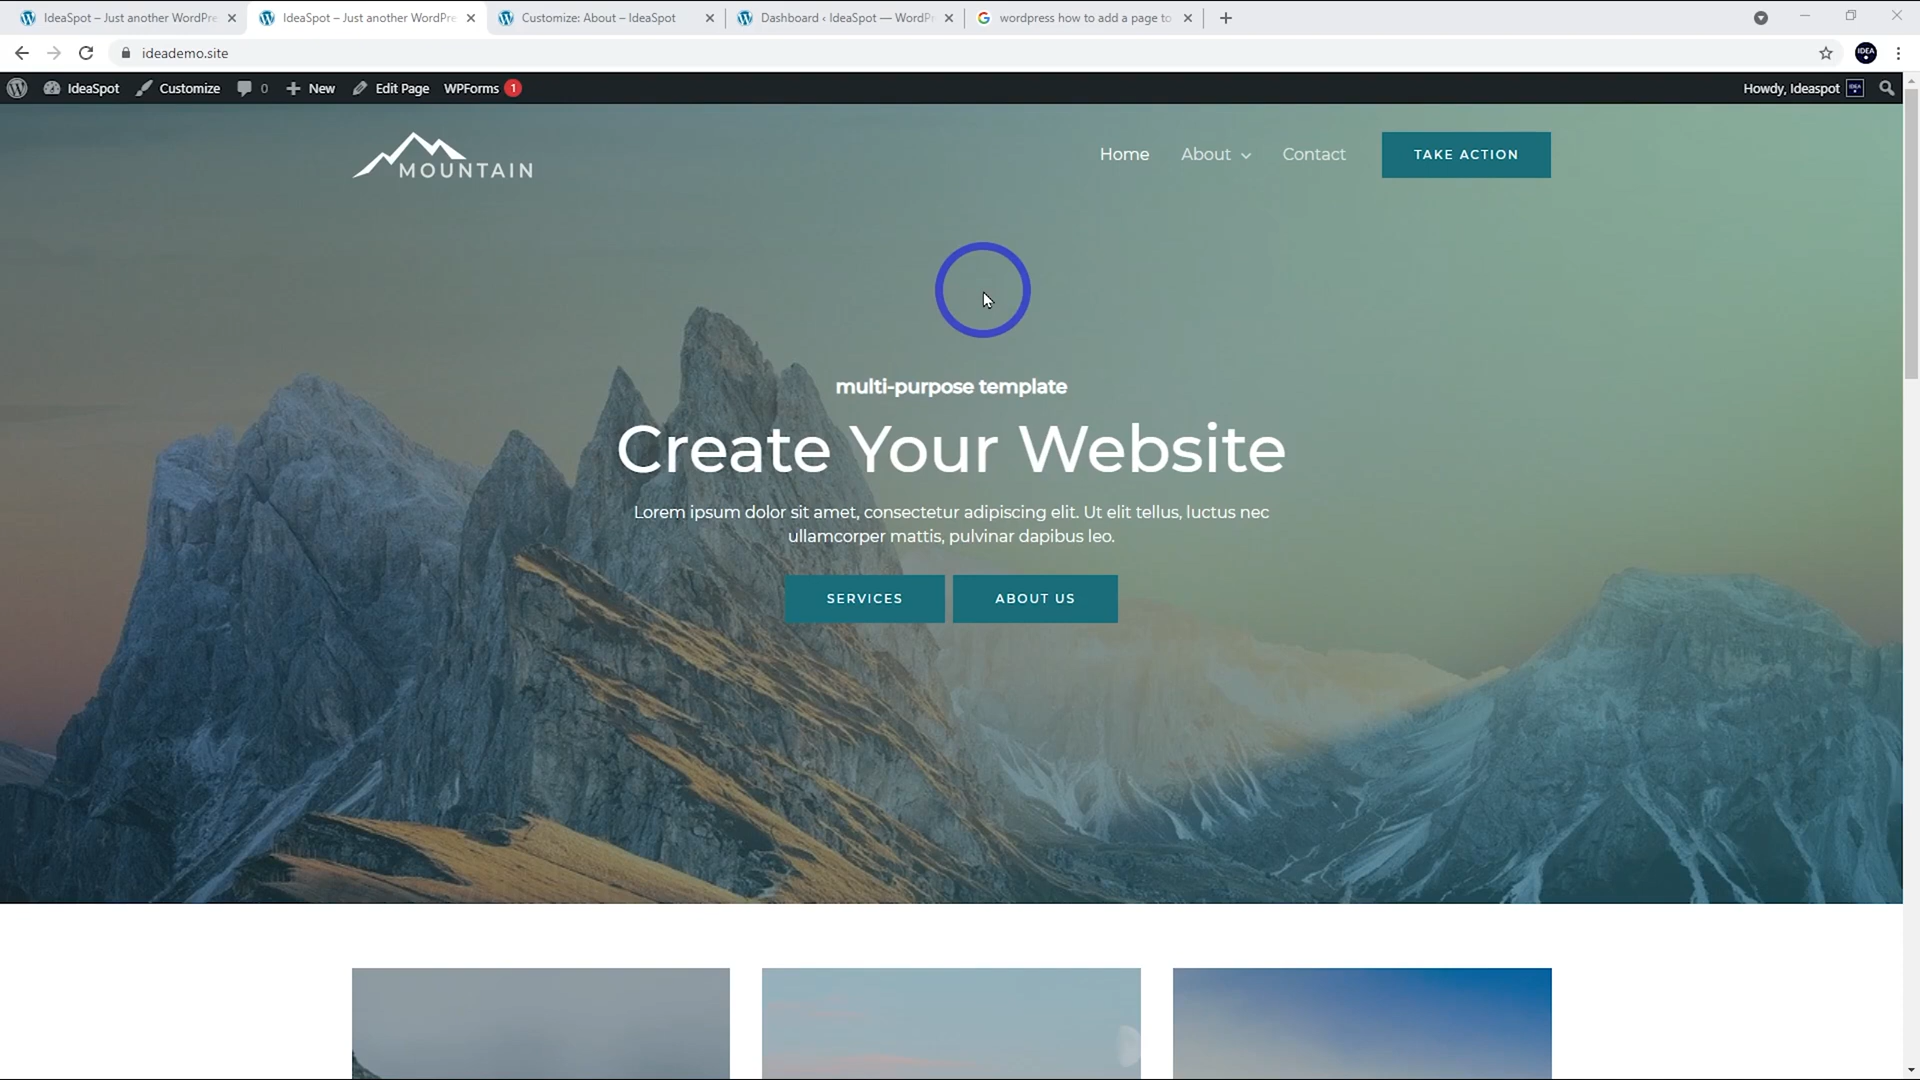 IdeaSpot – Just another WordPre
IdeaSpot – Just another WordPre
Customize: About – IdeaSpot
Dashboard ‹ IdeaSpot — WordPr
wordpress how to add a page to
ideademo.site
IDEA
IdeaSpot
Customize
0
New
Edit Page
WPForms 1
Howdy, Ideaspot
MOUNTAIN
Home
About
Contact
TAKE ACTION
multi-purpose template
Create Your Website
Lorem ipsum dolor sit amet, consectetur adipiscing elit. Ut elit tellus, luctus nec
ullamcorper mattis, pulvinar dapibus leo.
SERVICES
ABOUT US